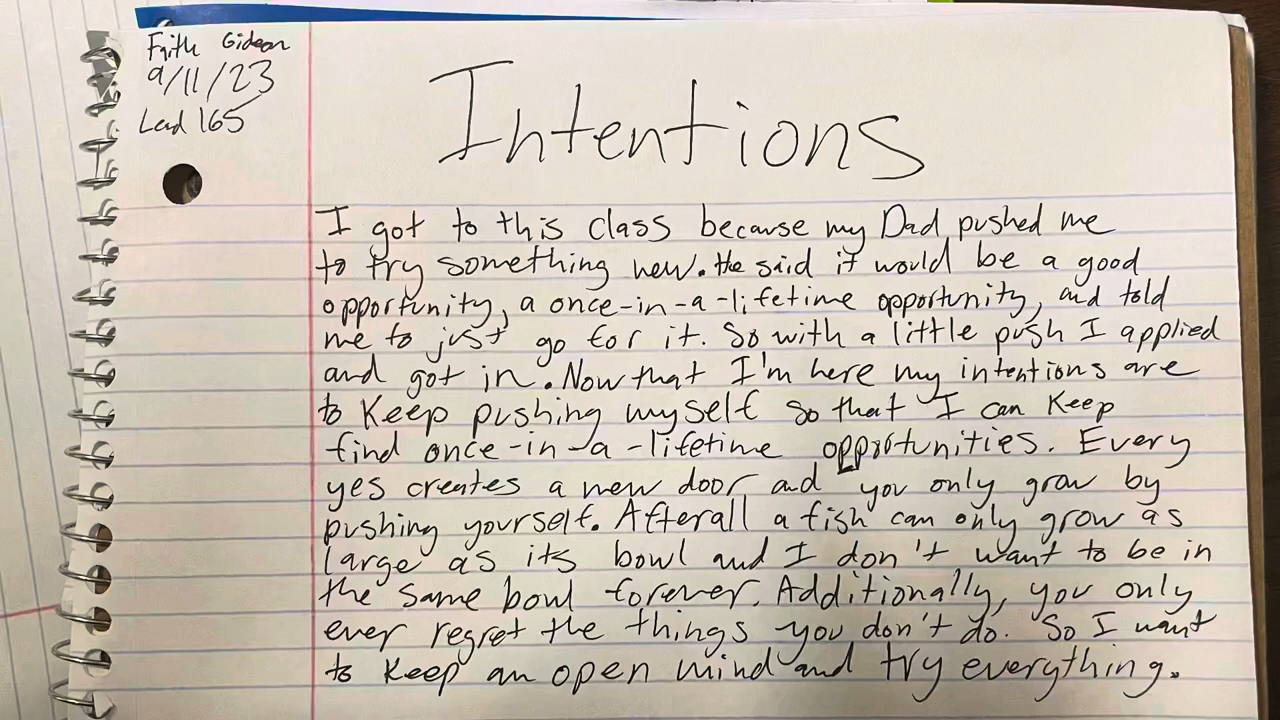 Faith Gideon
9/11/23
Lead 165
Intentions
I got to this class because my Dad pushed me
to try something new. He said it would be a good
opportunity, a once-in-a-lifetime opportunity, and told
me to just go for it. So with a little push I applied
and got in. Now that I'm here my intentions are
to Keep pushing myself so that I can Keep
find once-in-a-lifetime opportunities. Every
yes creates a new door and you only grow by
pushing yourself. Afterall a fish can only grow as
large as its bowl and I don't want to be in
the same bowl forever. Additionally, you only
ever regret the things you don't do. So I want
to Keep an open mind and try everything.